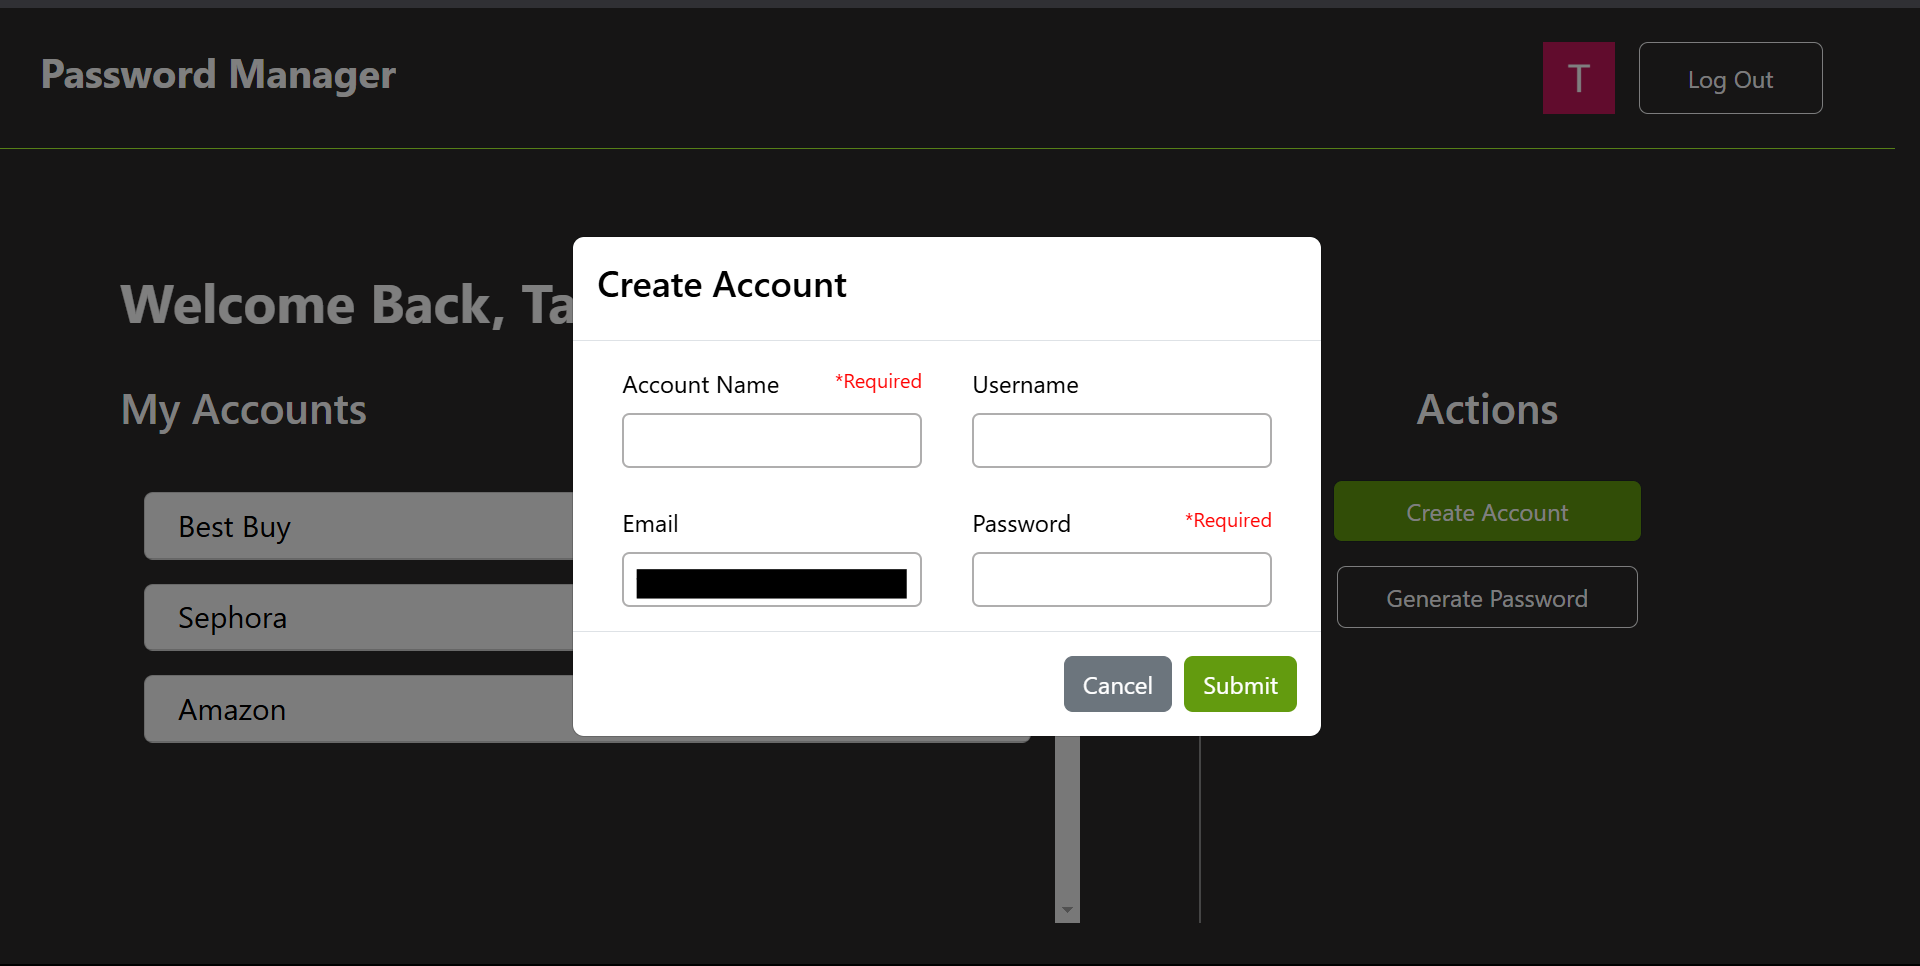 Password Manager
T
Log Out
Welcome Back, Ta
My Accounts
Best Buy
Sephora
Amazon
Create Account
Account Name *Required
Username
Email
Password *Required
Cancel
Submit
Actions
Create Account
Generate Password